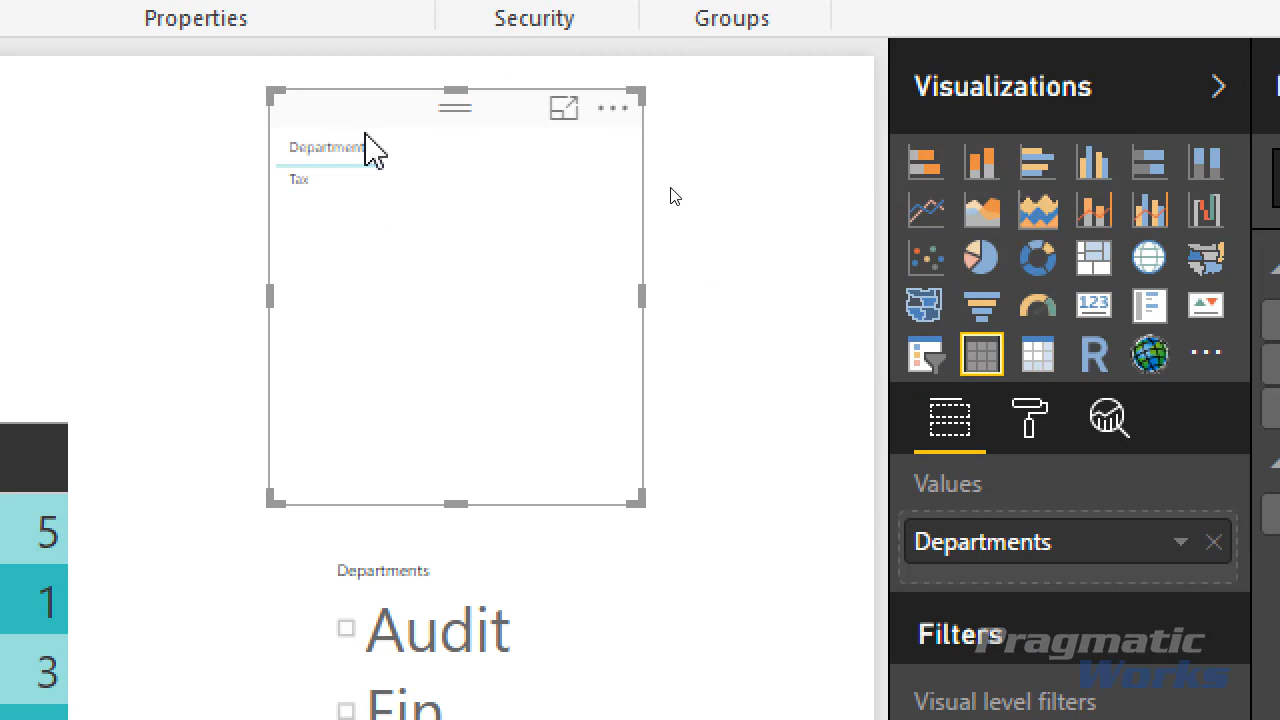 Properties
Security
Groups
Visualizations
Department
Tax
123
R
Values
Departments
5
1
3
Departments
Audit
Fin
Filters
Pragmatic
Works
Visual level filters